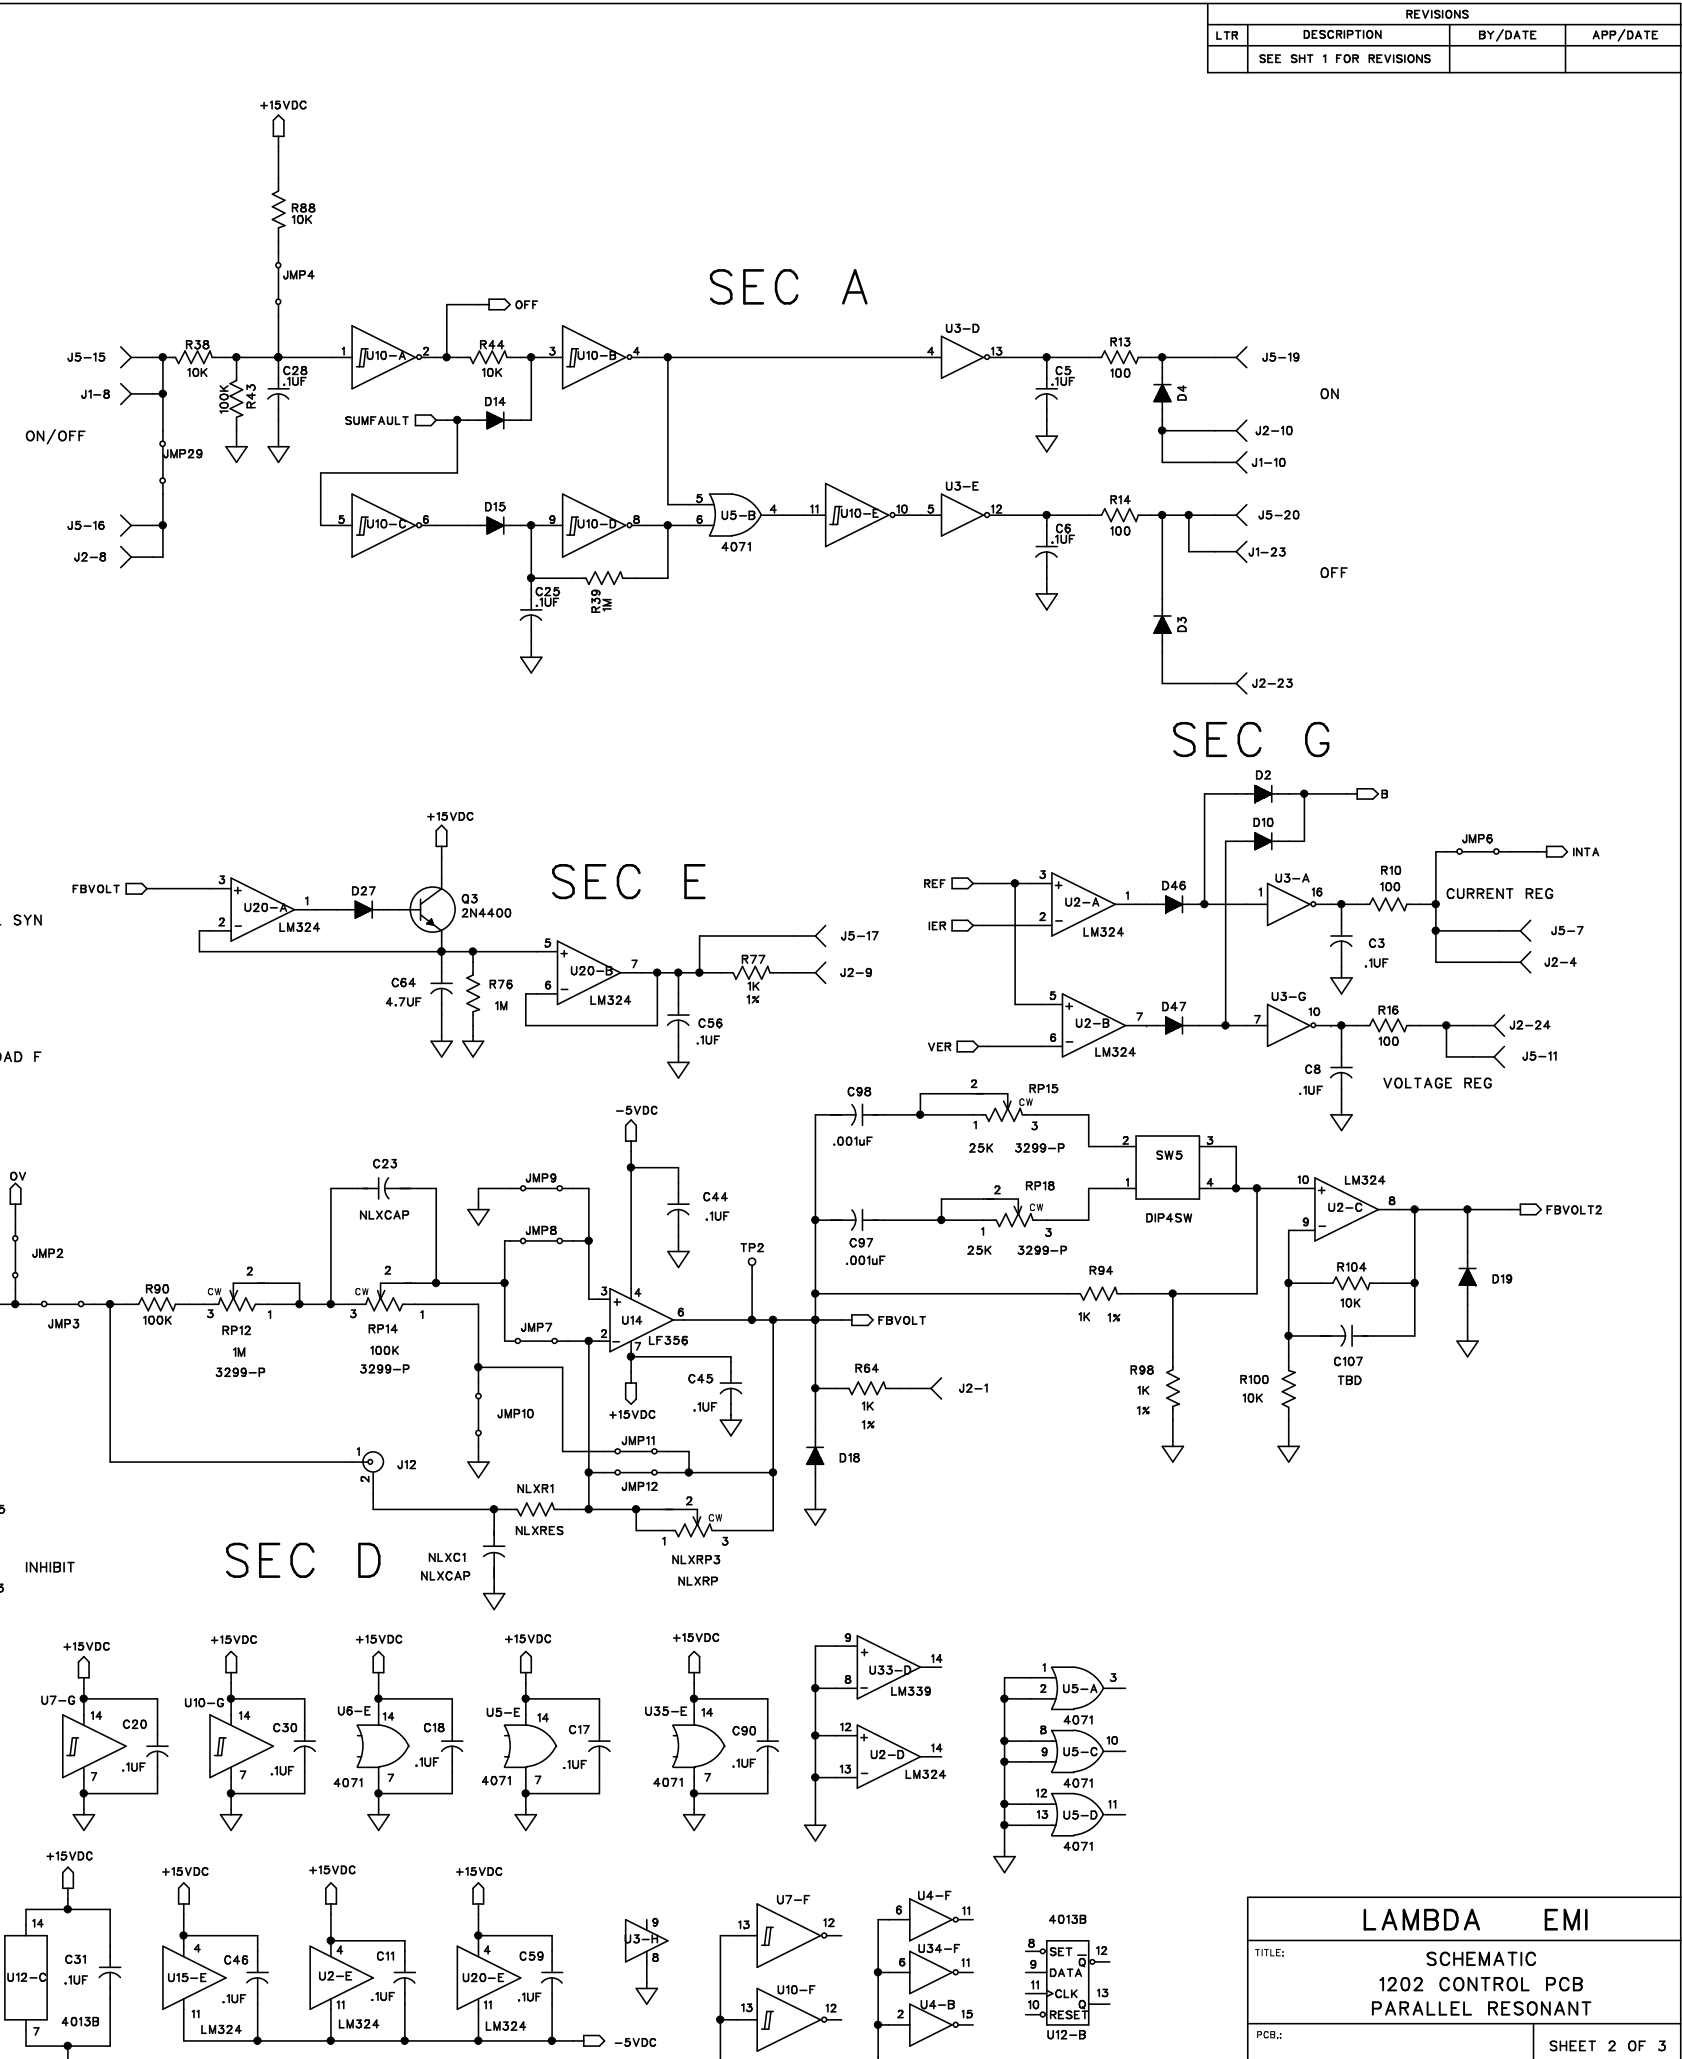 REVISIONS
LTR DESCRIPTION BY/DATE APP/DATE
SEE SHT 1 FOR REVISIONS
+15VDC
R88
10K
JMP4
SEC A
OFF
J5-15
R38
10K
1 U10-A 2
R44
10K
3 U10-B 4
U3-D
4 13
R13
100
J5-19
J1-8
100K
R43
C28
.1UF
C5
.1UF
D4
ON
D14
SUMFAULT
ON/OFF
JMP29
J2-10
J1-10
J5-16
J2-8
5 U10-C 6
D15
9 U10-D 8
5
6
U5-B 4
4071
11 U10-E 10
U3-E
5 12
R14
100
J5-20
J1-23
C6
.1UF
OFF
C25
.1UF
R39
1M
D3
J2-23
SEC G
D2
B
D10
+15VDC
SEC E
JMP6
INTA
FBVOLT
3
+
U20-A 1
2
-
LM324
D27
Q3
2N4400
REF
3
+
U2-A 1
2
-
LM324
IER
D46
U3-A
1 16
R10
100
CURRENT REG
L SYN
C3
.1UF
J5-7
J2-4
C64
4.7UF
R76
1M
5
+
U20-B 7
6
-
LM324
R77
1K
1%
J5-17
J2-9
C56
.1UF
5
+
U2-B 7
6
-
LM324
VER
D47
U3-G
7 10
R16
100
J2-24
J5-11
C8
.1UF
VOLTAGE REG
OAD F
-5VDC
C98
.001uF
2
RP15
CW
1 3
25K 3299-P
2 3
SW5
1 4
DIP4SW
OV
JMP2
C23
NLXCAP
JMP9
JMP8
C44
.1UF
TP2
C97
.001uF
2
RP18
CW
1 3
25K 3299-P
LM324
10
+
U2-C 8
9
-
FBVOLT2
JMP3
R90
100K
CW 2
3 1
RP12
1M
3299-P
CW 2
3 1
RP14
100K
3299-P
JMP7
3 4
+
U14 6
2
-
7
LF356
FBVOLT
R94
1K 1%
R104
10K
D19
C107
TBD
+15VDC
C45
.1UF
R64
1K
1%
J2-1
R98
1K
1%
R100
10K
JMP10
JMP11
JMP12
D18
1
2
J12
NLXR1
NLXRES
2
CW
1 3
NLXRP3
NLXRP
5
INHIBIT
3
SEC D
NLXC1
NLXCAP
+15VDC
U7-G
14
7
C20
.1UF
+15VDC
U10-G
14
7
C30
.1UF
+15VDC
U6-E
14
7
4071
C18
.1UF
+15VDC
U5-E
14
7
4071
C17
.1UF
+15VDC
U35-E
14
7
4071
C90
.1UF
9
+
U33-D 14
8
-
LM339
12
+
U2-D 14
13
-
LM324
1
2
U5-A 3
4071
8
9
U5-C 10
4071
12
13
U5-D 11
4071
+15VDC
14
U12-C
7
C31
.1UF
4013B
+15VDC
4
U15-E
11
C46
.1UF
LM324
+15VDC
4
U2-E
11
C11
.1UF
LM324
+15VDC
4
U20-E
11
C59
.1UF
LM324
-5VDC
9
U3-H
8
U7-F
13 12
U10-F
13 12
U4-F
6 11
U34-F
6 11
U4-B
2 15
4013B
8 SET Q 12
9 DATA
11 >CLK
Q 13
10 RESET
U12-B
LAMBDA EMI
TITLE:
SCHEMATIC
1202 CONTROL PCB
PARALLEL RESONANT
PCB.:
SHEET 2 OF 3